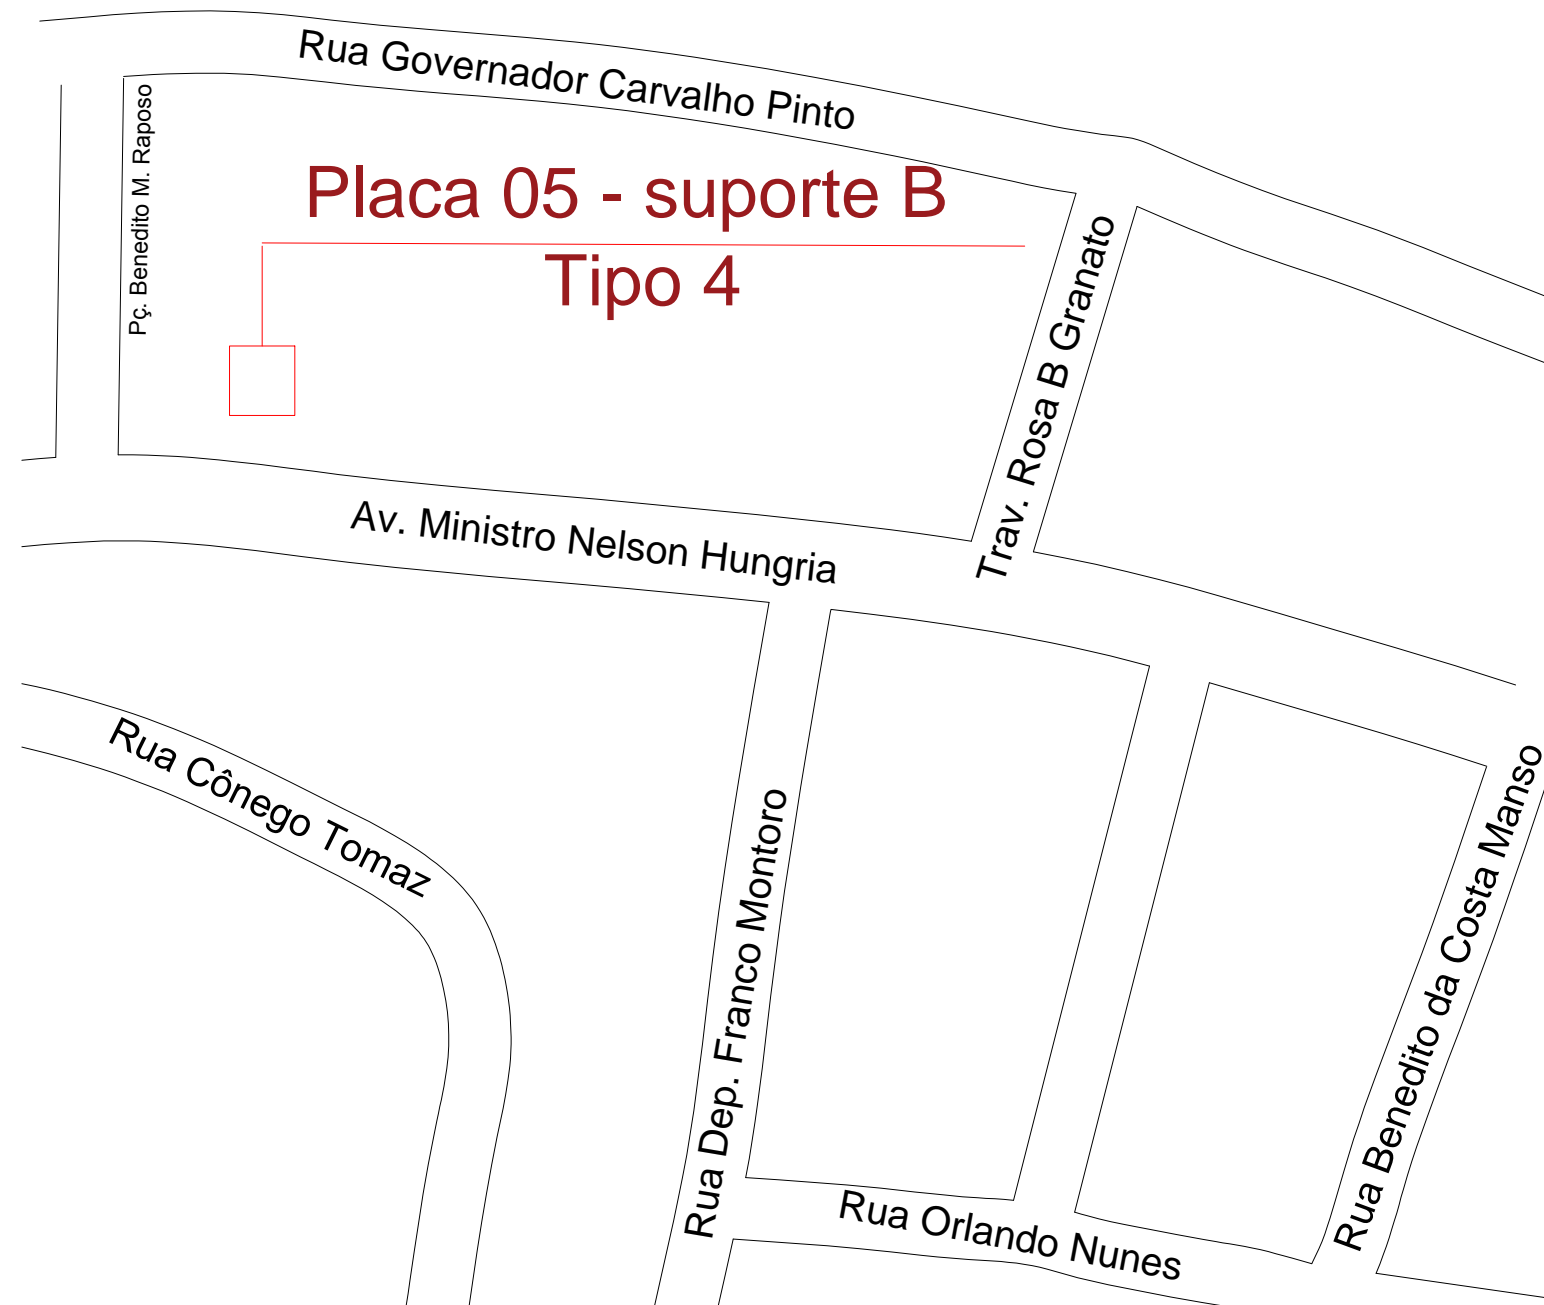 Rua Governador Carvalho Pinto
Pç. Benedito M. Raposo
Placa 05 - suporte B
Tipo 4
Trav. Rosa B Granato
Av. Ministro Nelson Hungria
Rua Cônego Tomaz
Rua Dep. Franco Montoro
Rua Benedito da Costa Manso
Rua Orlando Nunes